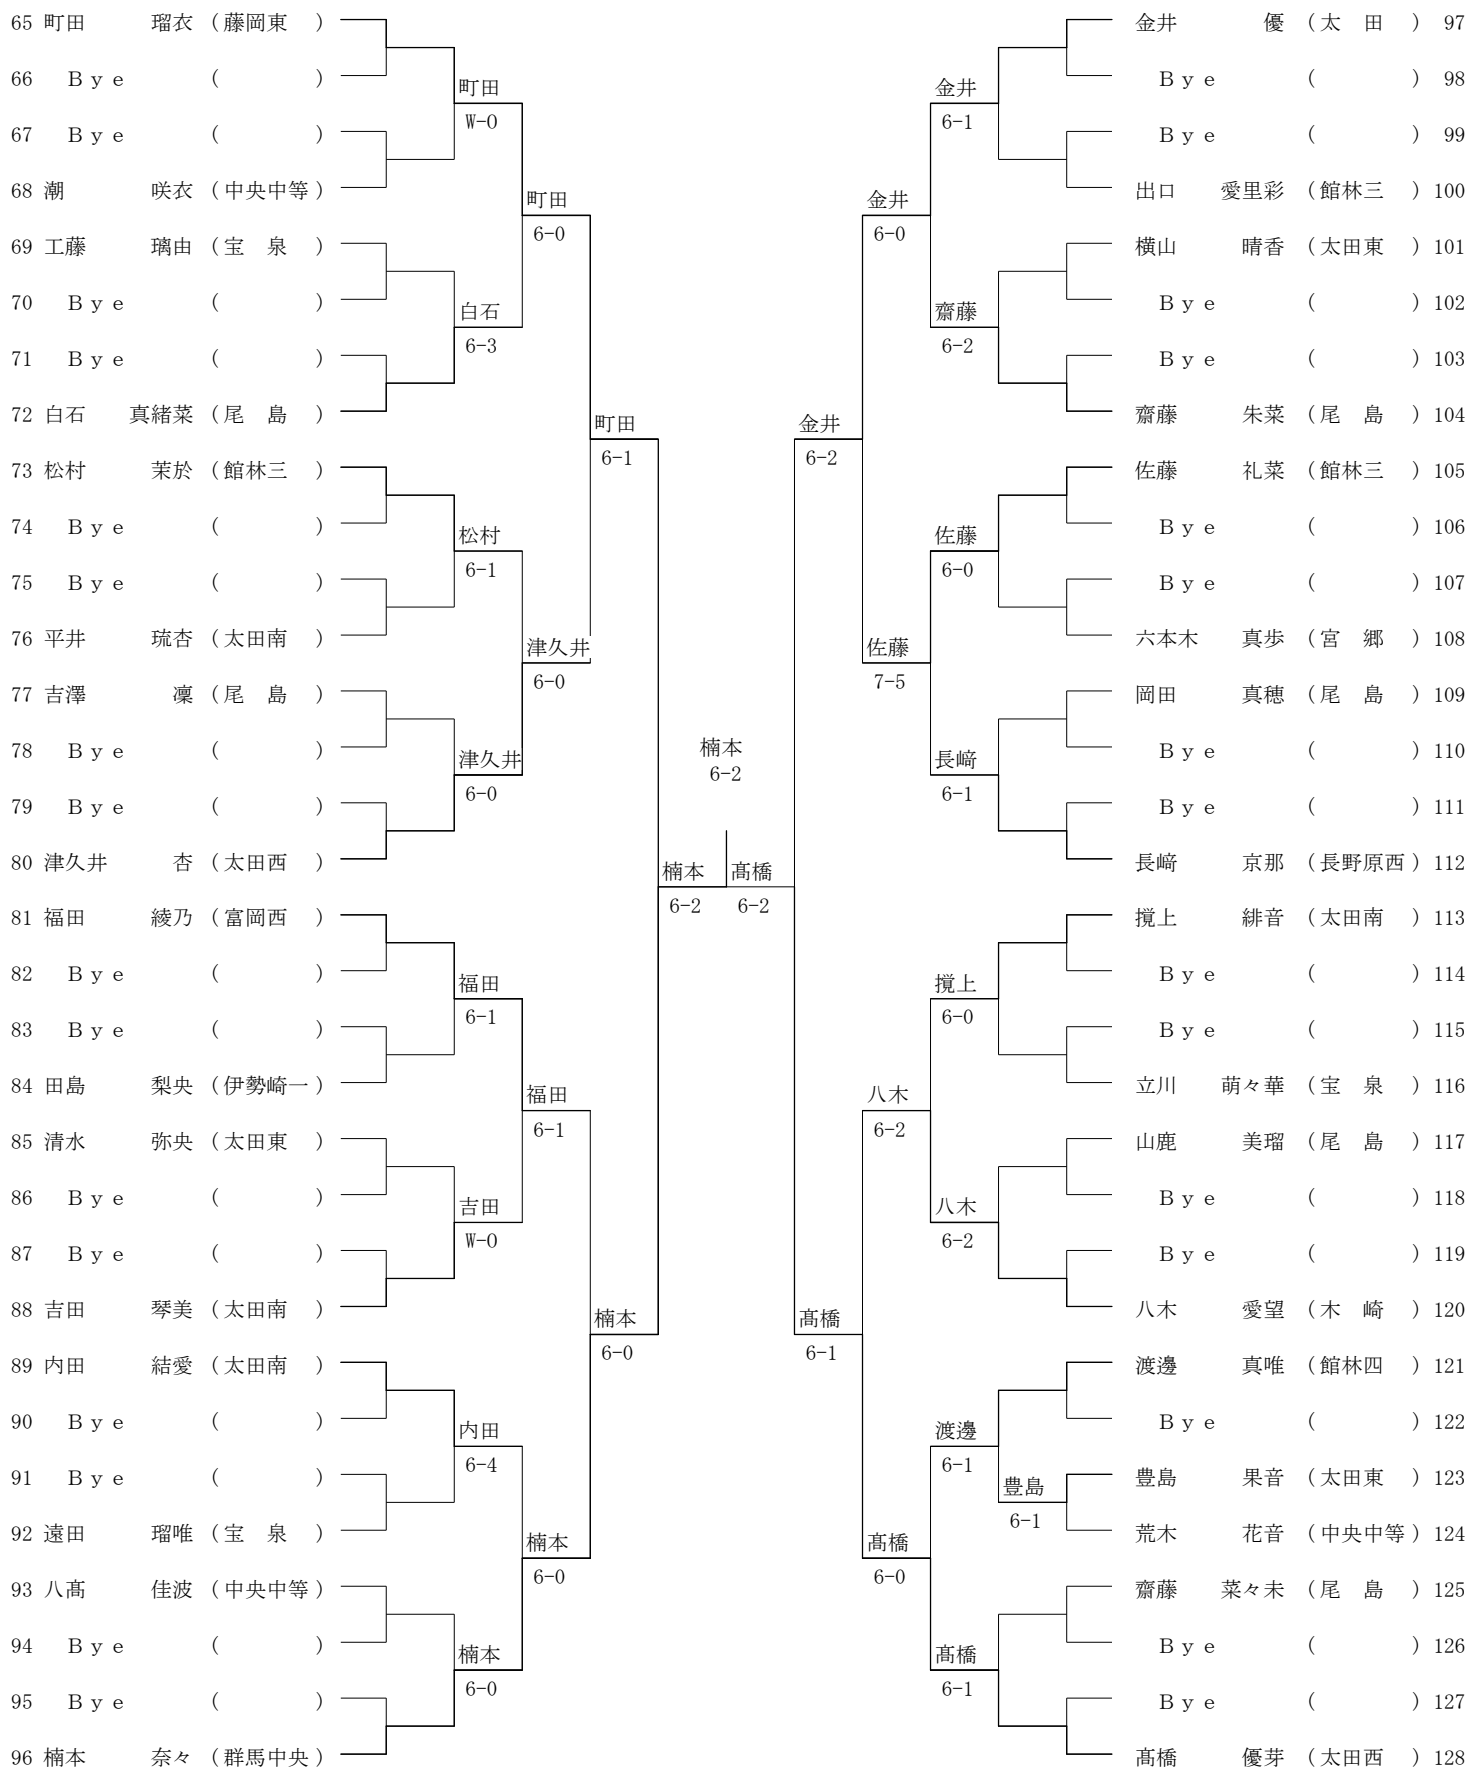 65 町田 瑠衣 (藤岡東 )
66 Bye ( )
67 Bye ( )
68 潮 咲衣 (中央中等)
69 工藤 璃由 (宝 泉 )
70 Bye ( )
71 Bye ( )
72 白石 真緒菜 (尾 島 )
73 松村 茉於 (館林三 )
74 Bye ( )
75 Bye ( )
76 平井 琉杏 (太田南 )
77 吉澤 凜 (尾 島 )
78 Bye ( )
79 Bye ( )
80 津久井 杏 (太田西 )
81 福田 綾乃 (富岡西 )
82 Bye ( )
83 Bye ( )
84 田島 梨央 (伊勢崎一)
85 清水 弥央 (太田東 )
86 Bye ( )
87 Bye ( )
88 吉田 琴美 (太田南 )
89 内田 結愛 (太田南 )
90 Bye ( )
91 Bye ( )
92 遠田 瑠唯 (宝 泉 )
93 八髙 佳波 (中央中等)
94 Bye ( )
95 Bye ( )
96 楠本 奈々 (群馬中央)
町田
W-0
白石
6-3
松村
6-1
津久井
6-0
福田
6-1
吉田
W-0
内田
6-4
楠本
6-0
町田
6-0
津久井
6-0
福田
6-1
楠本
6-0
町田
6-1
楠本
6-0
楠本
6-2
楠本
6-2
髙橋
6-2
金井
6-2
髙橋
6-1
金井
6-0
佐藤
7-5
八木
6-2
髙橋
6-0
金井
6-1
齋藤
6-2
佐藤
6-0
長﨑
6-1
撹上
6-0
八木
6-2
渡邊
6-1
髙橋
6-1
豊島
6-1
金井 優 (太 田 ) 97
Bye ( ) 98
Bye ( ) 99
出口 愛里彩 (館林三 ) 100
横山 晴香 (太田東 ) 101
Bye ( ) 102
Bye ( ) 103
齋藤 朱菜 (尾 島 ) 104
佐藤 礼菜 (館林三 ) 105
Bye ( ) 106
Bye ( ) 107
六本木 真歩 (宮 郷 ) 108
岡田 真穂 (尾 島 ) 109
Bye ( ) 110
Bye ( ) 111
長﨑 京那 (長野原西) 112
撹上 緋音 (太田南 ) 113
Bye ( ) 114
Bye ( ) 115
立川 萌々華 (宝 泉 ) 116
山鹿 美瑠 (尾 島 ) 117
Bye ( ) 118
Bye ( ) 119
八木 愛望 (木 崎 ) 120
渡邊 真唯 (館林四 ) 121
Bye ( ) 122
豊島 果音 (太田東 ) 123
荒木 花音 (中央中等) 124
齋藤 菜々未 (尾 島 ) 125
Bye ( ) 126
Bye ( ) 127
髙橋 優芽 (太田西 ) 128